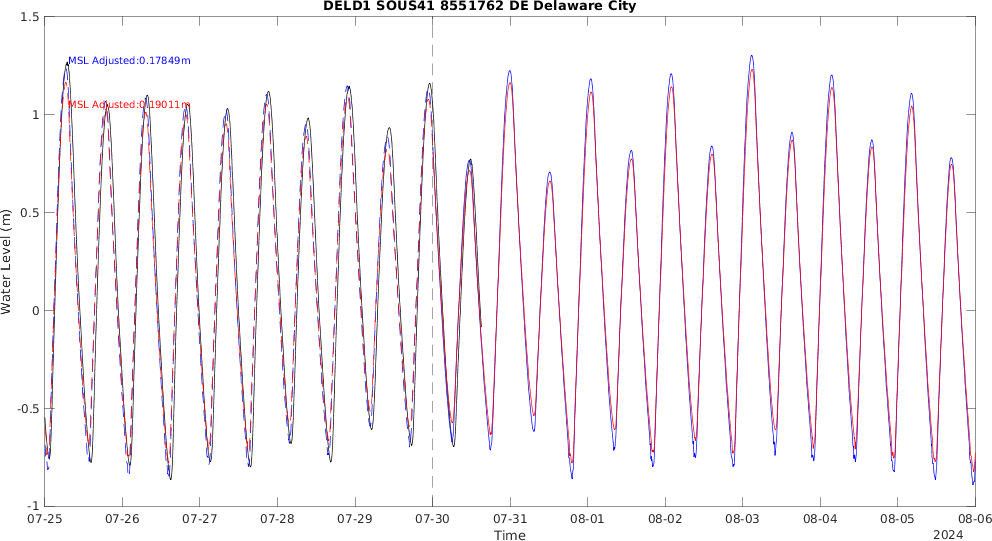 DELD1 SOUS41 8551762 DE Delaware City
MSL Adjusted:0.17849m
MSL Adjusted:0.19011m
Water Level (m)
1.5
1
0.5
0
-0.5
-1
07-25 07-26 07-27 07-28 07-29 07-30 07-31 08-01 08-02 08-03 08-04 08-05 08-06
Time
2024